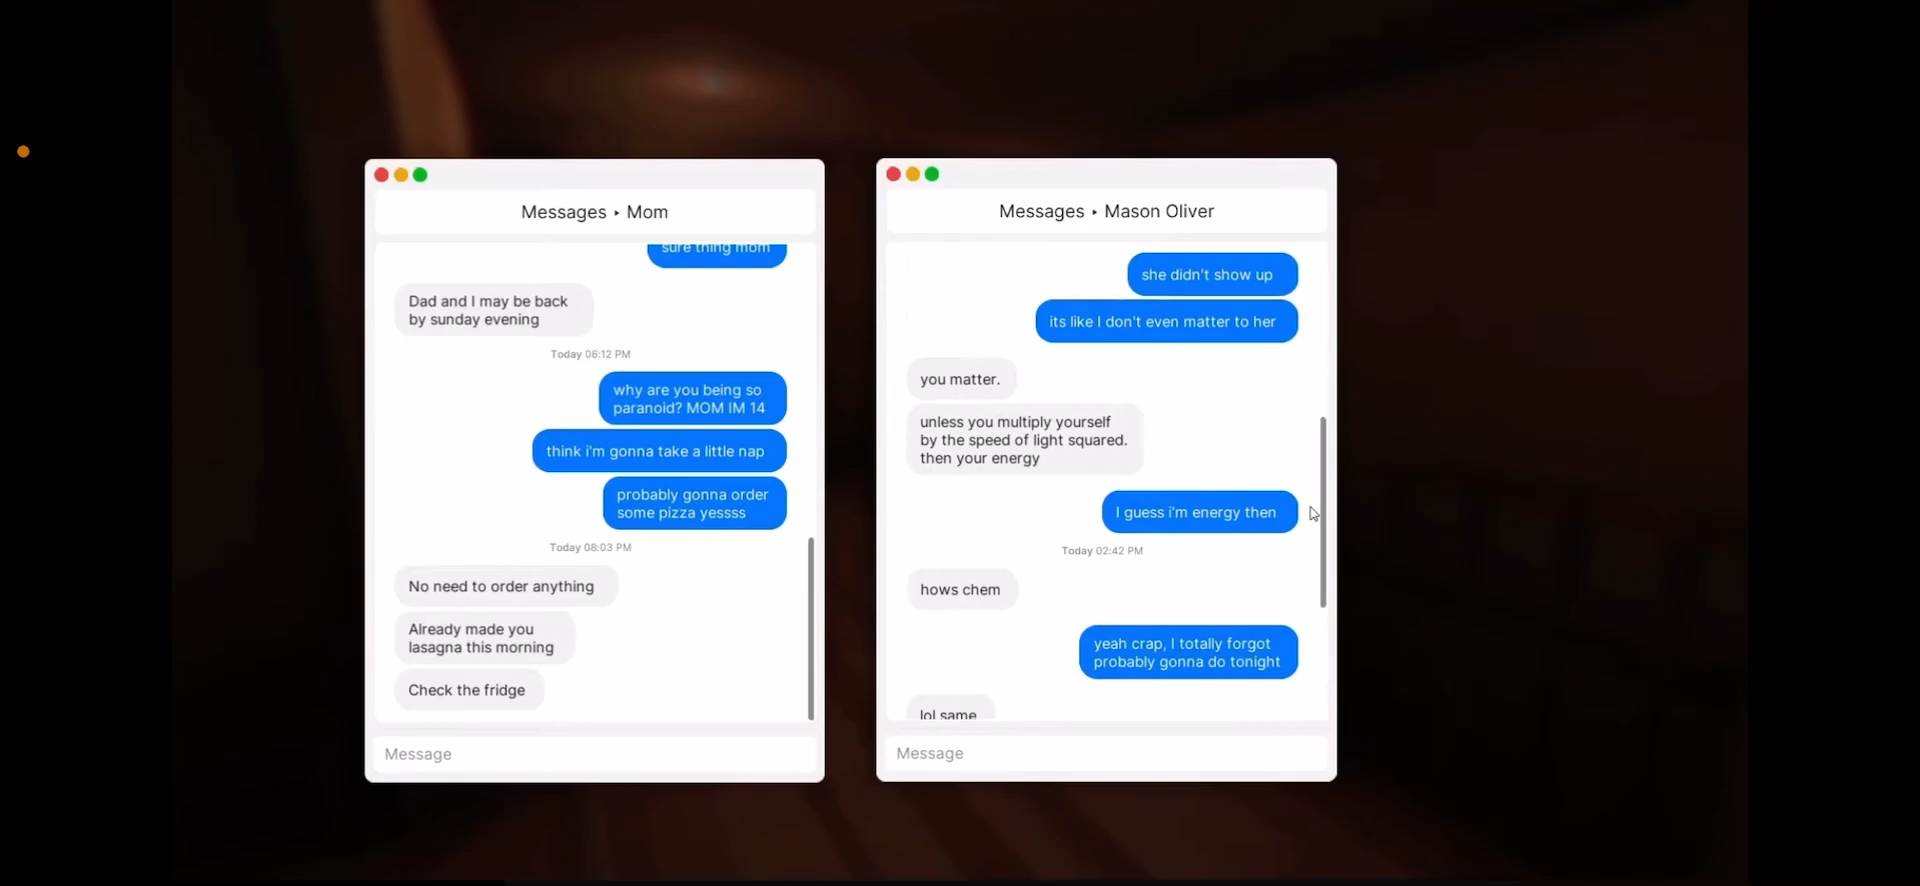 Messages ‣ Mom
sure thing mom
Dad and I may be back
by sunday evening
Today 06:12 PM
why are you being so
paranoid? MOM IM 14
think i'm gonna take a little nap
probably gonna order
some pizza yessss
Today 08:03 PM
No need to order anything
Already made you
lasagna this morning
Check the fridge
Message
Messages ‣ Mason Oliver
she didn't show up
its like I don't even matter to her
you matter.
unless you multiply yourself
by the speed of light squared.
then your energy
I guess i'm energy then
Today 02:42 PM
hows chem
yeah crap, I totally forgot
probably gonna do tonight
lol same
Message